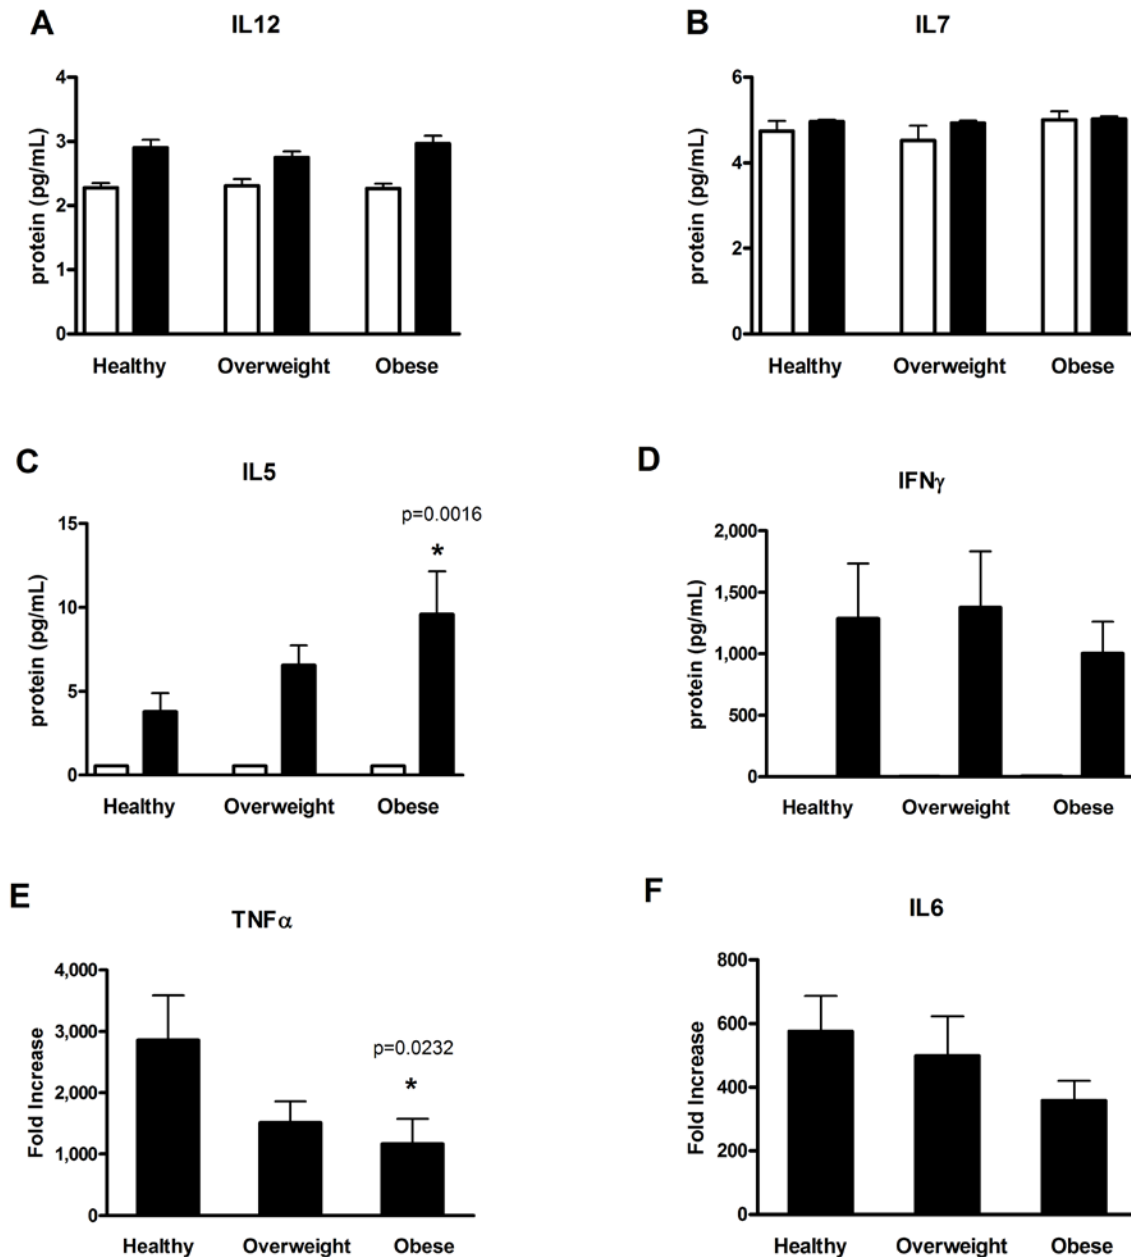 A
IL12
protein (pg/mL)
4
3
2
1
0
Healthy Overweight Obese
B
IL7
protein (pg/mL)
6
4
2
0
Healthy Overweight Obese
C
IL5
protein (pg/mL)
15
10
5
0
p=0.0016
*
Healthy Overweight Obese
D
IFNγ
protein (pg/mL)
2,000
1,500
1,000
500
0
Healthy Overweight Obese
E
TNFα
Fold Increase
4,000
3,000
2,000
1,000
0
p=0.0232
*
Healthy Overweight Obese
F
IL6
Fold Increase
800
600
400
200
0
Healthy Overweight Obese